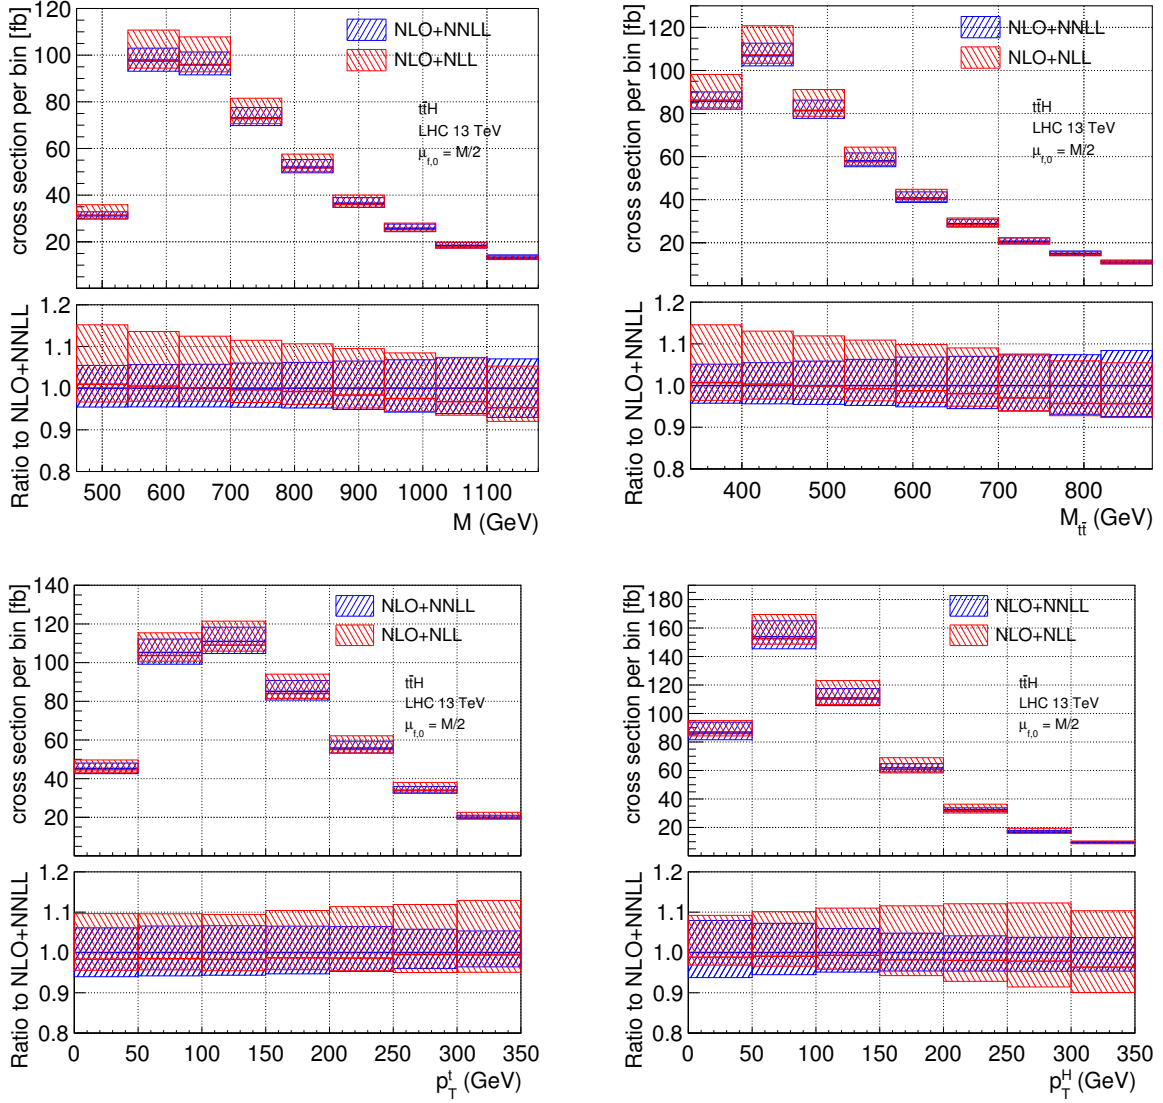 cross section per bin [fb]
120
100
80
60
40
20
NLO+NNLL
NLO+NLL
tt̄H
LHC 13 TeV
μf,0 = M/2
Ratio to NLO+NNLL
1.2
1.1
1.0
0.9
0.8
500 600 700 800 900 1000 1100
M (GeV)
cross section per bin [fb]
120
100
80
60
40
20
NLO+NNLL
NLO+NLL
tt̄H
LHC 13 TeV
μf,0 = M/2
Ratio to NLO+NNLL
1.2
1.1
1.0
0.9
0.8
400 500 600 700 800
Mtt̄ (GeV)
cross section per bin [fb]
140
120
100
80
60
40
20
NLO+NNLL
NLO+NLL
tt̄H
LHC 13 TeV
μf,0 = M/2
Ratio to NLO+NNLL
1.2
1.1
1.0
0.9
0.8
0 50 100 150 200 250 300 350
pTt (GeV)
cross section per bin [fb]
180
160
140
120
100
80
60
40
20
NLO+NNLL
NLO+NLL
tt̄H
LHC 13 TeV
μf,0 = M/2
Ratio to NLO+NNLL
1.2
1.1
1.0
0.9
0.8
0 50 100 150 200 250 300 350
pTH (GeV)